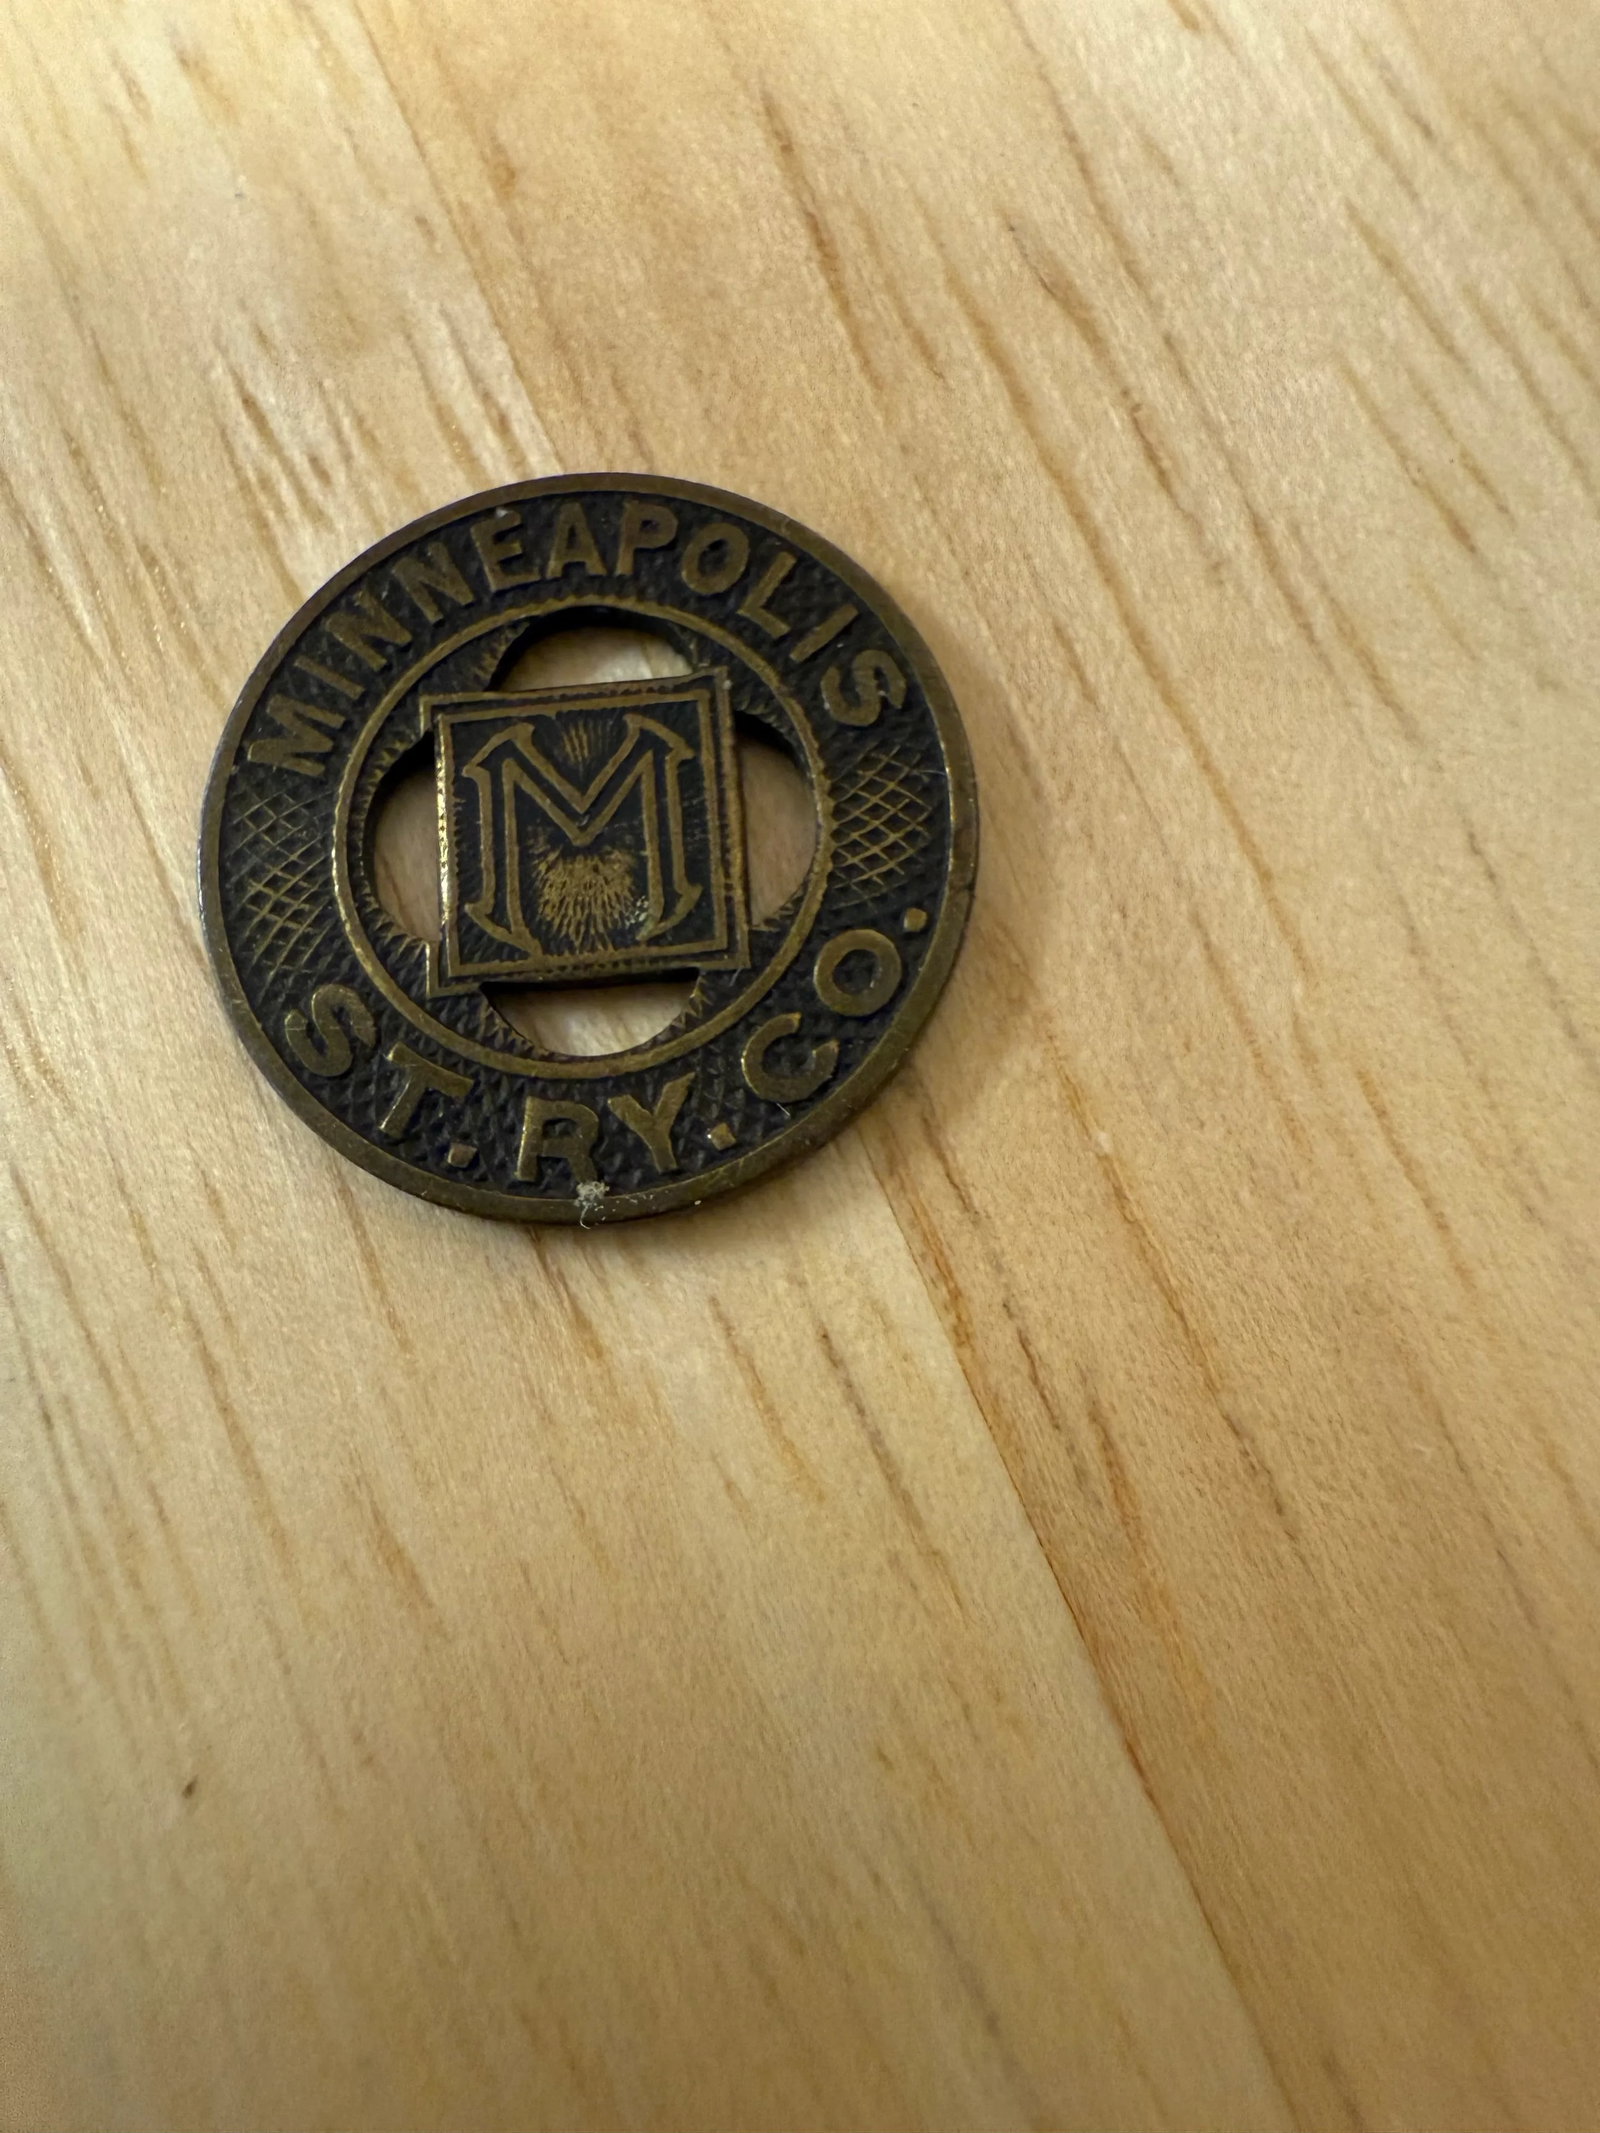 MINNEAPOLIS
M
ST. RY. CO.